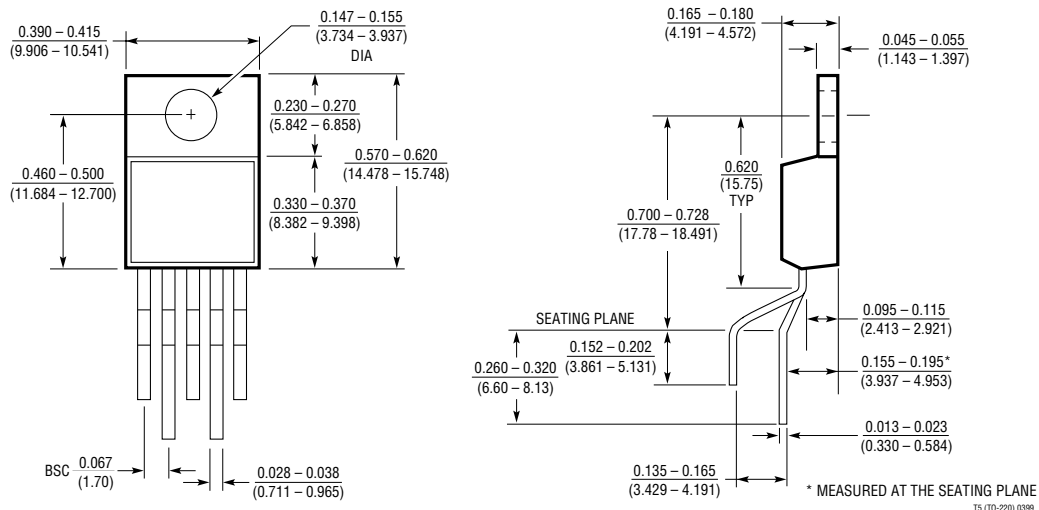 0.390 – 0.415
(9.906 – 10.541)
0.147 – 0.155
(3.734 – 3.937)
DIA
0.230 – 0.270
(5.842 – 6.858)
0.460 – 0.500
(11.684 – 12.700)
0.570 – 0.620
(14.478 – 15.748)
0.330 – 0.370
(8.382 – 9.398)
BSC 0.067
(1.70)
0.028 – 0.038
(0.711 – 0.965)
0.165 – 0.180
(4.191 – 4.572)
0.045 – 0.055
(1.143 – 1.397)
0.620
(15.75)
TYP
0.700 – 0.728
(17.78 – 18.491)
SEATING PLANE
0.152 – 0.202
(3.861 – 5.131)
0.260 – 0.320
(6.60 – 8.13)
0.095 – 0.115
(2.413 – 2.921)
0.155 – 0.195*
(3.937 – 4.953)
0.013 – 0.023
(0.330 – 0.584)
0.135 – 0.165
(3.429 – 4.191)
* MEASURED AT THE SEATING PLANE
T5 (TO-220) 0399